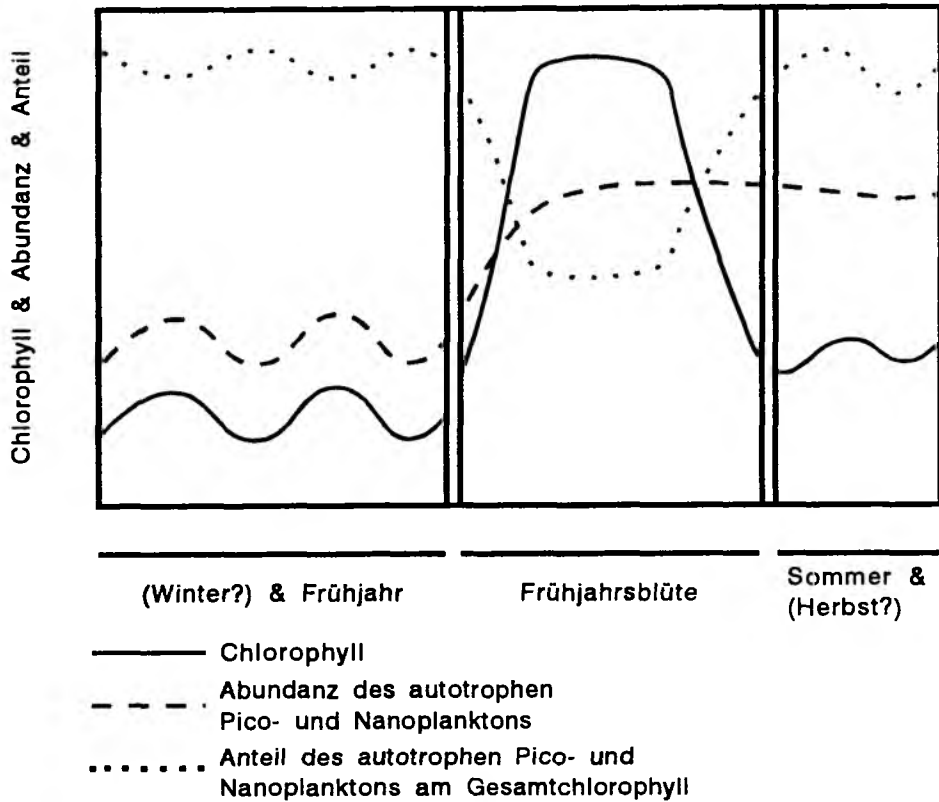 Chlorophyll & Abundanz & Anteil
(Winter?) & Frühjahr
Frühjahrsblüte
Sommer &
(Herbst?)
Chlorophyll
Abundanz des autotrophen
Pico- und Nanoplanktons
Anteil des autotrophen Pico- und
Nanoplanktons am Gesamtchlorophyll